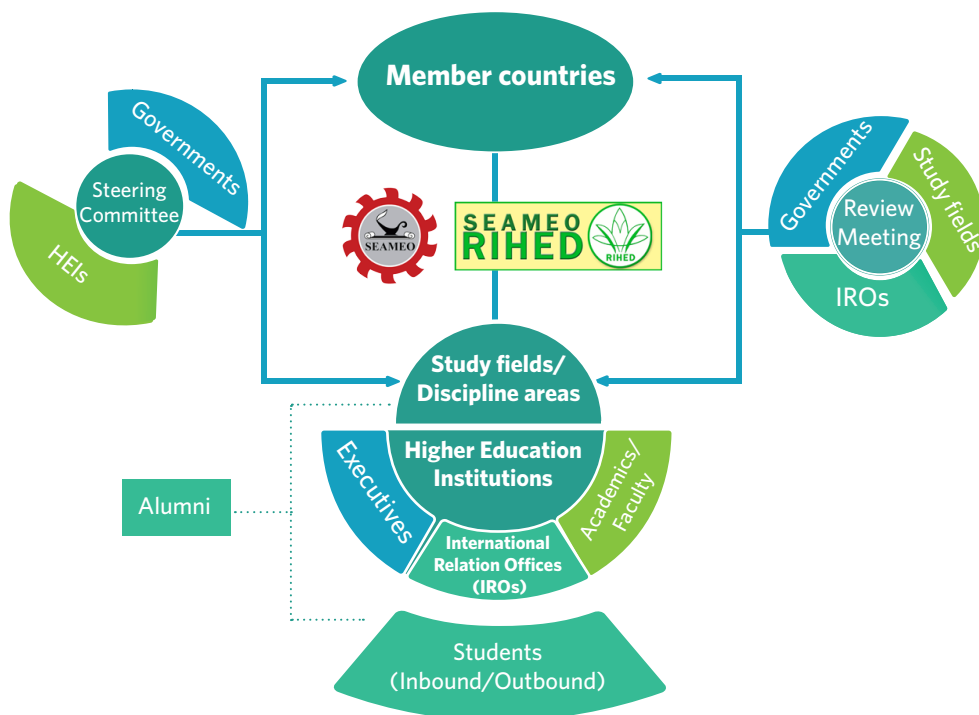 Member countries
Governments
Steering
Committee
HEIs
SEAMEO
SEAMEO
RIHED
RIHED
Governments
Study fields
Review
Meeting
IROs
Study fields/
Discipline areas
Higher Education
Institutions
Executives
Academics/
Faculty
International
Relation Offices
(IROs)
Alumni
Students
(Inbound/Outbound)